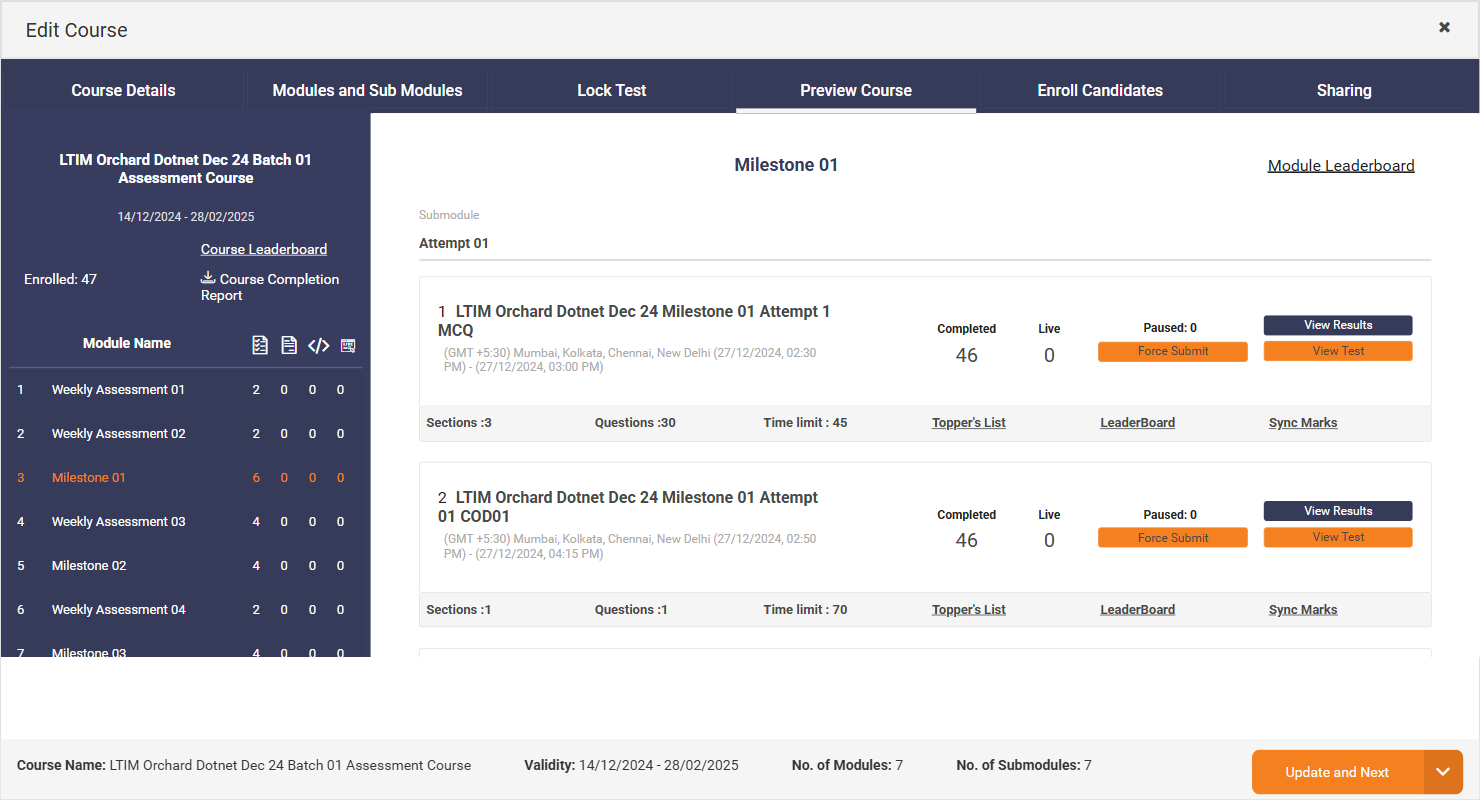 Edit Course
Course Details
Modules and Sub Modules
Lock Test
Preview Course
Enroll Candidates
Sharing
LTIM Orchard Dotnet Dec 24 Batch 01
Assessment Course
14/12/2024 - 28/02/2025
Course Leaderboard
Enrolled: 47
Course Completion
Report
Module Name
1 Weekly Assessment 01 2 0 0 0
2 Weekly Assessment 02 2 0 0 0
3 Milestone 01 6 0 0 0
4 Weekly Assessment 03 4 0 0 0
5 Milestone 02 4 0 0 0
6 Weekly Assessment 04 2 0 0 0
7 Milestone 03 4 0 0 0
Milestone 01
Module Leaderboard
Submodule
Attempt 01
1 LTIM Orchard Dotnet Dec 24 Milestone 01 Attempt 1
MCQ
(GMT +5:30) Mumbai, Kolkata, Chennai, New Delhi (27/12/2024, 02:30
PM) - (27/12/2024, 03:00 PM)
Completed
46
Live
0
Paused: 0
Force Submit
View Results
View Test
Sections :3
Questions :30
Time limit : 45
Topper's List
LeaderBoard
Sync Marks
2 LTIM Orchard Dotnet Dec 24 Milestone 01 Attempt
01 COD01
(GMT +5:30) Mumbai, Kolkata, Chennai, New Delhi (27/12/2024, 02:50
PM) - (27/12/2024, 04:15 PM)
Completed
46
Live
0
Paused: 0
Force Submit
View Results
View Test
Sections :1
Questions :1
Time limit : 70
Topper's List
LeaderBoard
Sync Marks
Course Name: LTIM Orchard Dotnet Dec 24 Batch 01 Assessment Course
Validity: 14/12/2024 - 28/02/2025
No. of Modules: 7
No. of Submodules: 7
Update and Next